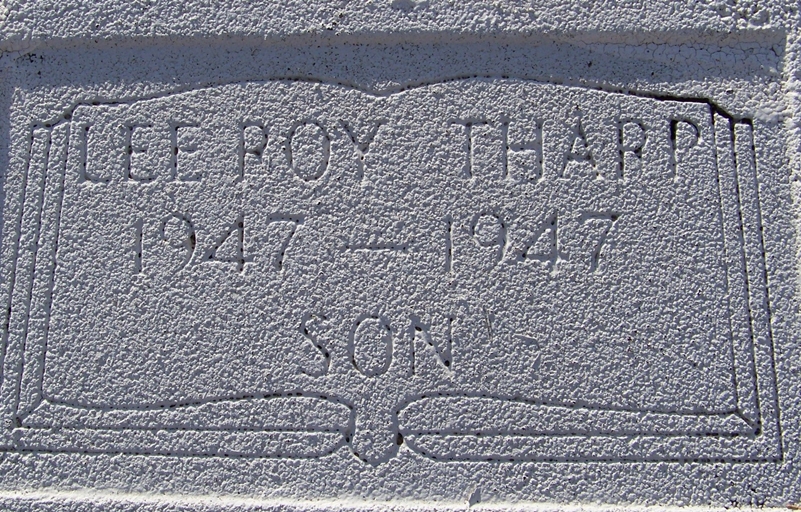 LEE ROY THARP
1947 — 1947
SON